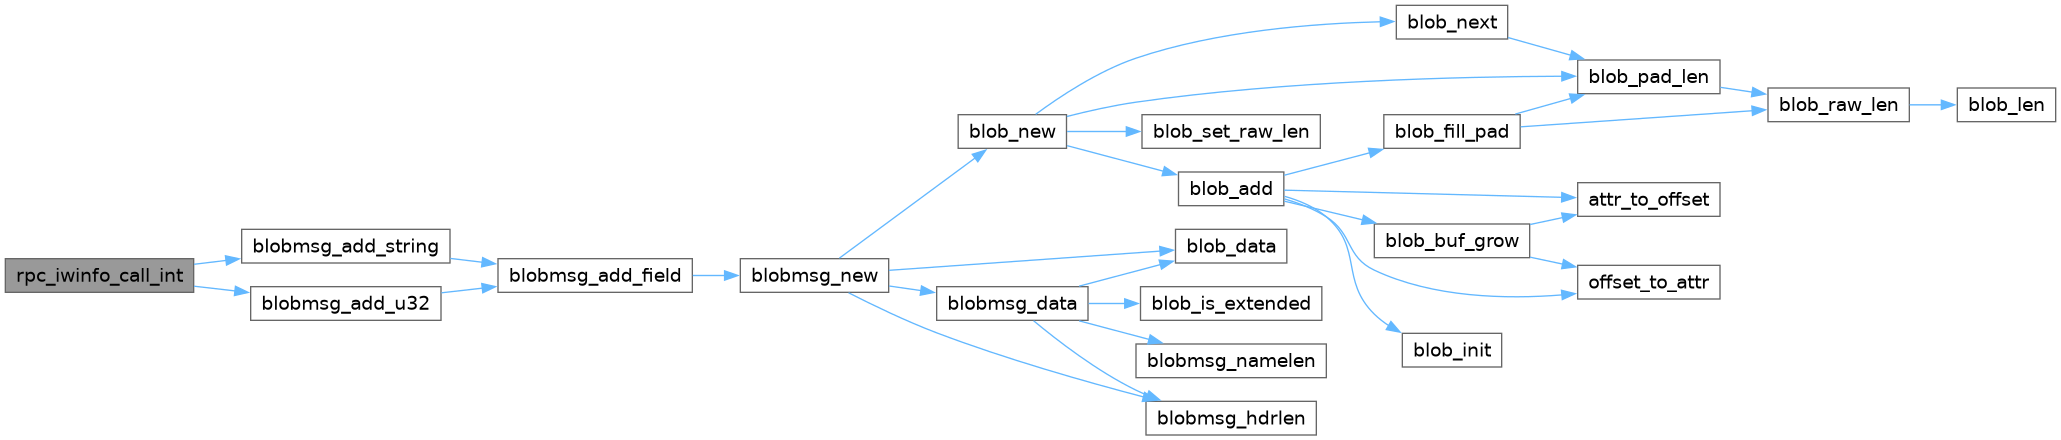 rpc_iwinfo_call_int
blobmsg_add_string
blobmsg_add_u32
blobmsg_add_field
blobmsg_new
blob_new
blobmsg_data
blob_next
blob_set_raw_len
blob_add
blob_data
blob_is_extended
blobmsg_namelen
blobmsg_hdrlen
blob_fill_pad
blob_buf_grow
blob_init
blob_pad_len
attr_to_offset
offset_to_attr
blob_raw_len
blob_len